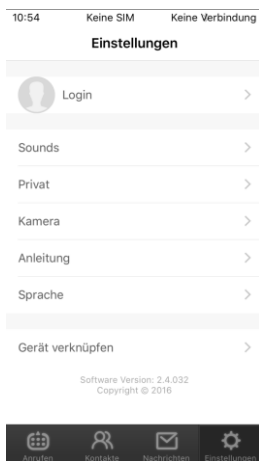 10:54 Keine SIM Keine Verbindung
Einstellungen
Login
Sounds
Privat
Kamera
Anleitung
Sprache
Gerät verknüpfen
Software Version: 2.4.032
Copyright © 2016
Anrufen Kontakte Nachrichten Einstellungen